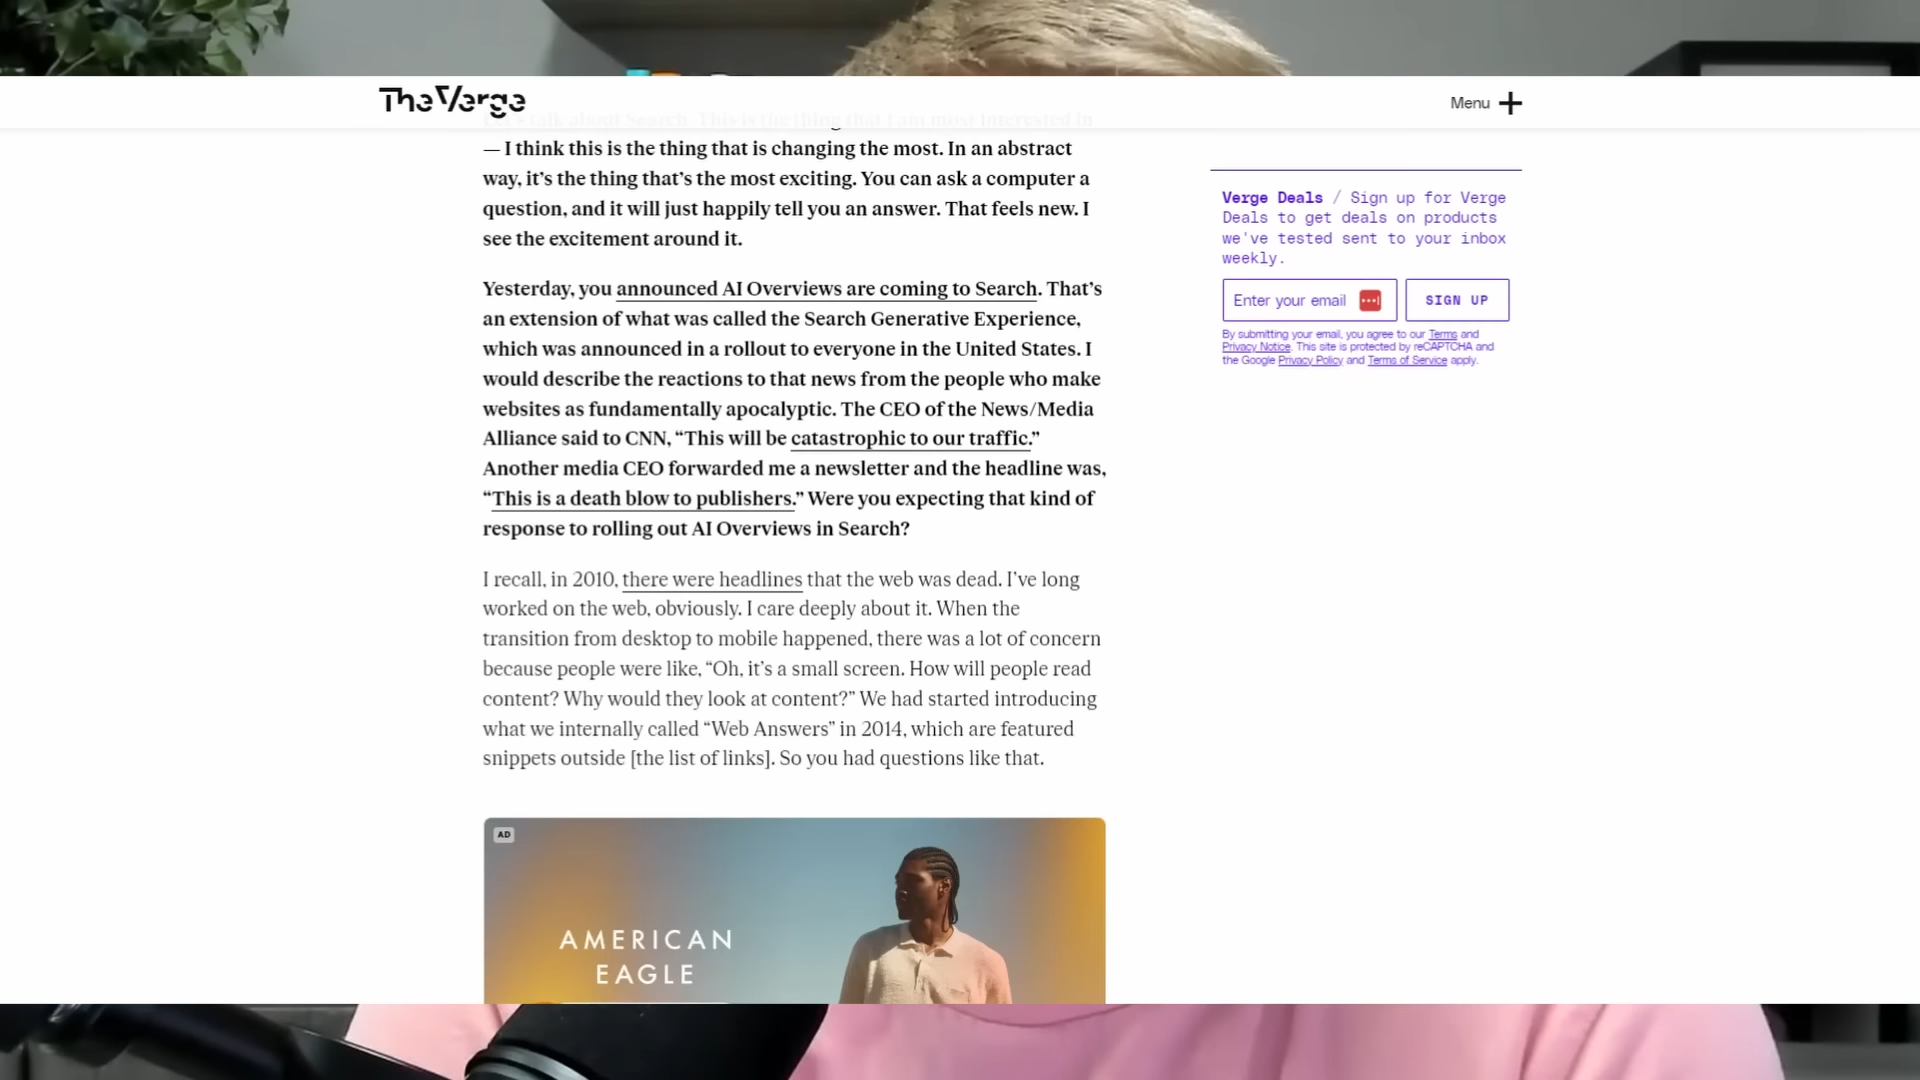 The Verge
Menu
— I think this is the thing that is changing the most. In an abstract
way, it’s the thing that’s the most exciting. You can ask a computer a
question, and it will just happily tell you an answer. That feels new. I
see the excitement around it.
Yesterday, you announced AI Overviews are coming to Search. That’s
an extension of what was called the Search Generative Experience,
which was announced in a rollout to everyone in the United States. I
would describe the reactions to that news from the people who make
websites as fundamentally apocalyptic. The CEO of the News/Media
Alliance said to CNN, “This will be catastrophic to our traffic.”
Another media CEO forwarded me a newsletter and the headline was,
“This is a death blow to publishers.” Were you expecting that kind of
response to rolling out AI Overviews in Search?
I recall, in 2010, there were headlines that the web was dead. I’ve long
worked on the web, obviously. I care deeply about it. When the
transition from desktop to mobile happened, there was a lot of concern
because people were like, “Oh, it’s a small screen. How will people read
content? Why would they look at content?” We had started introducing
what we internally called “Web Answers” in 2014, which are featured
snippets outside [the list of links]. So you had questions like that.
AD
AMERICAN
EAGLE
Verge Deals / Sign up for Verge
Deals to get deals on products
we've tested sent to your inbox
weekly.
Enter your email
SIGN UP
By submitting your email, you agree to our Terms and
Privacy Notice. This site is protected by reCAPTCHA and
the Google Privacy Policy and Terms of Service apply.